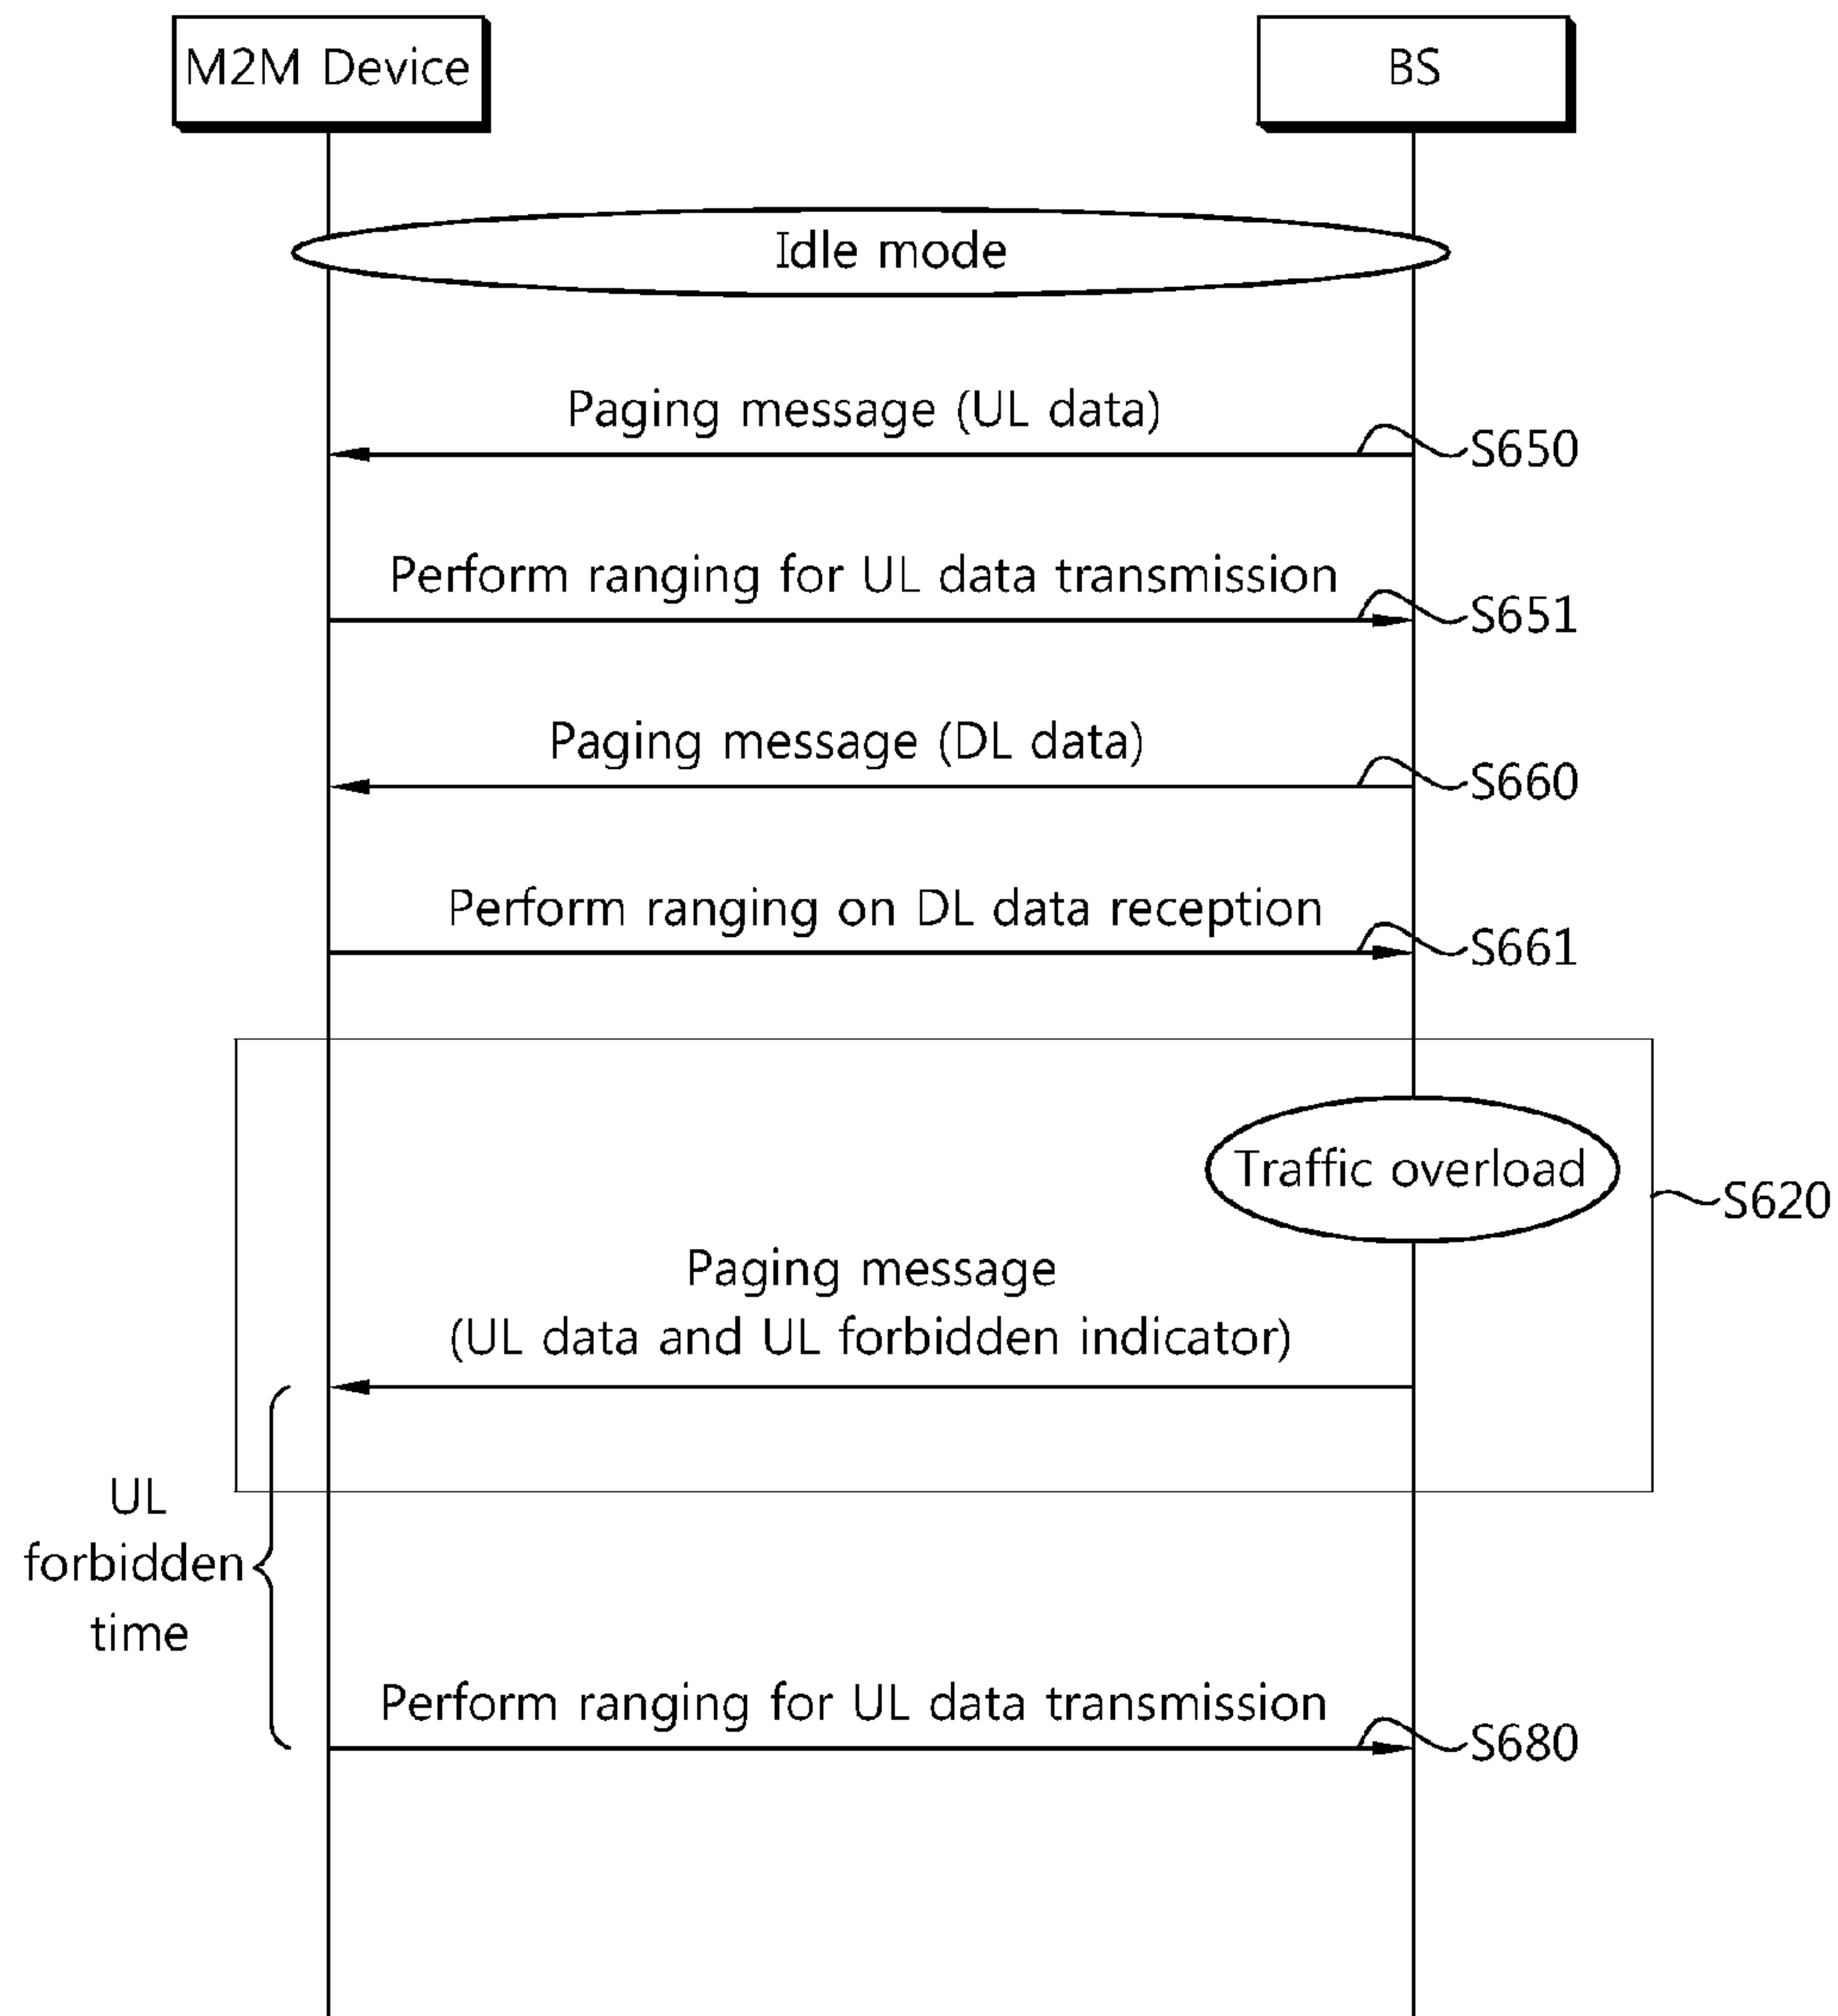 M2M Device
BS
Idle mode
Paging message (UL data)
S650
Perform ranging for UL data transmission
S651
Paging message (DL data)
S660
Perform ranging on DL data reception
S661
Traffic overload
S620
Paging message
(UL data and UL forbidden indicator)
UL
forbidden
time
Perform ranging for UL data transmission
S680